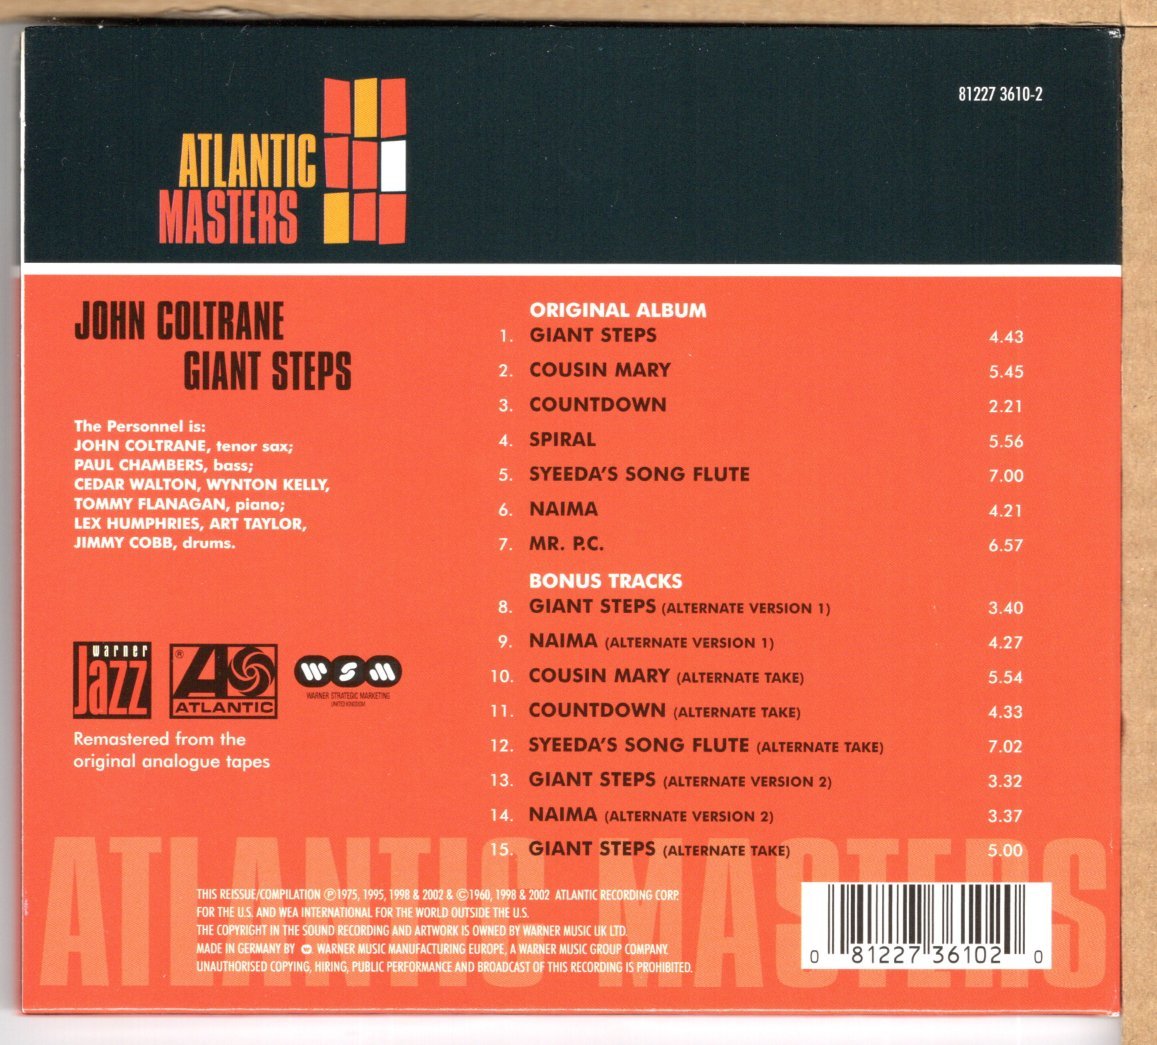 81227 3610-2
ATLANTIC
MASTERS
JOHN COLTRANE
GIANT STEPS
The Personnel is:
JOHN COLTRANE, tenor sax;
PAUL CHAMBERS, bass;
CEDAR WALTON, WYNTON KELLY,
TOMMY FLANAGAN, piano;
LEX HUMPHRIES, ART TAYLOR,
JIMMY COBB, drums.
warner
Jazz
®
ATLANTIC
WSM
WARNER STRATEGIC MARKETING
UNITED KINGDOM
Remastered from the
original analogue tapes
ORIGINAL ALBUM
1. GIANT STEPS 4.43
2. COUSIN MARY 5.45
3. COUNTDOWN 2.21
4. SPIRAL 5.56
5. SYEEDA'S SONG FLUTE 7.00
6. NAIMA 4.21
7. MR. P.C. 6.57
BONUS TRACKS
8. GIANT STEPS (ALTERNATE VERSION 1) 3.40
9. NAIMA (ALTERNATE VERSION 1) 4.27
10. COUSIN MARY (ALTERNATE TAKE) 5.54
11. COUNTDOWN (ALTERNATE TAKE) 4.33
12. SYEEDA'S SONG FLUTE (ALTERNATE TAKE) 7.02
13. GIANT STEPS (ALTERNATE VERSION 2) 3.32
14. NAIMA (ALTERNATE VERSION 2) 3.37
15. GIANT STEPS (ALTERNATE TAKE) 5.00
ATLANTIC MASTERS
THIS REISSUE/COMPILATION ℗1975, 1995, 1998 & 2002 & ©1960, 1998 & 2002 ATLANTIC RECORDING CORP.
FOR THE U.S. AND WEA INTERNATIONAL FOR THE WORLD OUTSIDE THE U.S.
THE COPYRIGHT IN THE SOUND RECORDING AND ARTWORK IS OWNED BY WARNER MUSIC UK LTD.
MADE IN GERMANY BY WARNER MUSIC MANUFACTURING EUROPE, A WARNER MUSIC GROUP COMPANY.
UNAUTHORISED COPYING, HIRING, PUBLIC PERFORMANCE AND BROADCAST OF THIS RECORDING IS PROHIBITED.
0 81227 36102 0